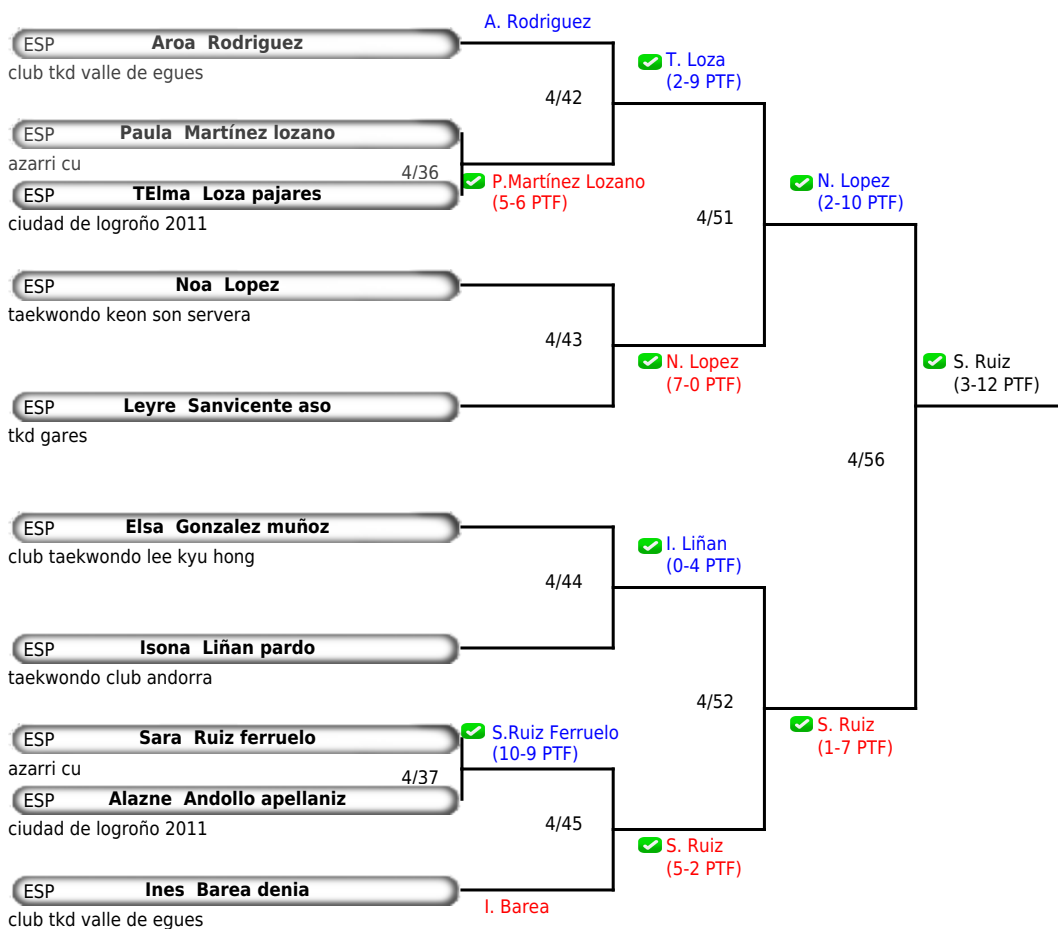 A. Rodriguez
ESP Aroa Rodriguez
club tkd valle de egues
T. Loza
(2-9 PTF)
4/42
ESP Paula Martínez lozano
azarri cu
4/36
P.Martínez Lozano
(5-6 PTF)
ESP TElma Loza pajares
ciudad de logroño 2011
N. Lopez
(2-10 PTF)
4/51
ESP Noa Lopez
taekwondo keon son servera
4/43
N. Lopez
(7-0 PTF)
S. Ruiz
(3-12 PTF)
ESP Leyre Sanvicente aso
tkd gares
4/56
ESP Elsa Gonzalez muñoz
club taekwondo lee kyu hong
I. Liñan
(0-4 PTF)
4/44
ESP Isona Liñan pardo
taekwondo club andorra
4/52
S. Ruiz
(1-7 PTF)
ESP Sara Ruiz ferruelo
azarri cu
S.Ruiz Ferruelo
(10-9 PTF)
4/37
ESP Alazne Andollo apellaniz
ciudad de logroño 2011
4/45
S. Ruiz
(5-2 PTF)
ESP Ines Barea denia
club tkd valle de egues
I. Barea